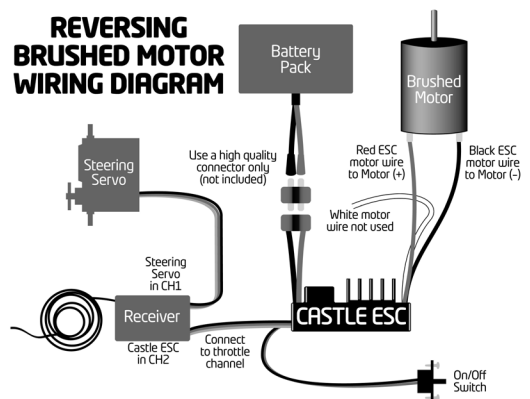 REVERSING
BRUSHED MOTOR
WIRING DIAGRAM
Battery
Pack
Brushed
Motor
Steering
Servo
Use a high quality
connector only
(not included)
Red ESC
motor wire
to Motor (+)
Black ESC
motor wire
to Motor (-)
White motor
wire not used
Steering
Servo
in CH1
Receiver
CASTLE ESC
Castle ESC
in CH2
Connect
to throttle
channel
On/Off
Switch